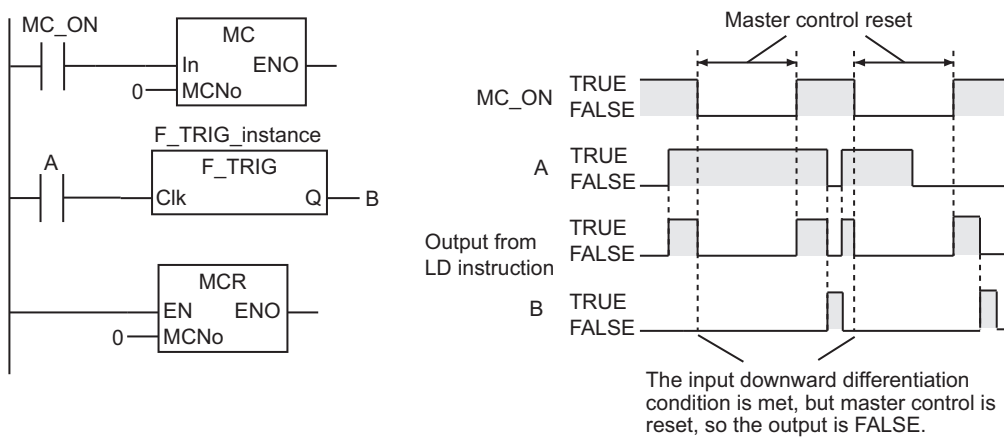 MC_ON
MC
In ENO
0 MCNo
F_TRIG_instance
A
F_TRIG
Clk Q B
MCR
EN ENO
0 MCNo
Master control reset
MC_ON TRUE
FALSE
A TRUE
FALSE
Output from
LD instruction
TRUE
FALSE
B TRUE
FALSE
The input downward differentiation
condition is met, but master control is
reset, so the output is FALSE.